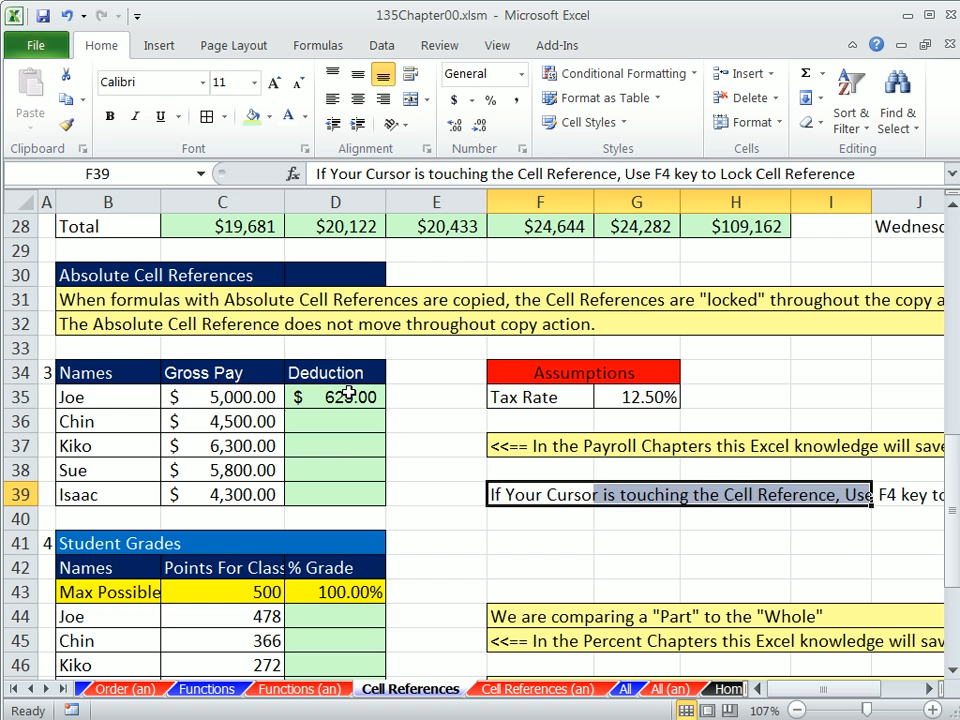 135Chapter00.xlsm - Microsoft Excel
File Home Insert Page Layout Formulas Data Review View Add-Ins
Paste
Calibri 11
General
Conditional Formatting
Format as Table
Cell Styles
Insert
Delete
Format
Sort & Filter
Find & Select
Clipboard Font Alignment Number Styles Cells Editing
F39 fx If Your Cursor is touching the Cell Reference, Use F4 key to Lock Cell Reference
A B C D E F G H I J
28 Total $19,681 $20,122 $20,433 $24,644 $24,282 $109,162 Wednesd
29
30 Absolute Cell References
31 When formulas with Absolute Cell References are copied, the Cell References are "locked" throughout the copy a
32 The Absolute Cell Reference does not move throughout copy action.
33
34 3 Names Gross Pay Deduction Assumptions
35 Joe $ 5,000.00 $ .00 Tax Rate 12.50%
36 Chin $ 4,500.00
37 Kiko $ 6,300.00 <<== In the Payroll Chapters this Excel knowledge will save
38 Sue $ 5,800.00
39 Isaac $ 4,300.00 If Your Cursor is touching the Cell Reference, Use F4 key to
40
41 4 Student Grades
42 Names Points For Class % Grade
43 Max Possible 500 100.00%
44 Joe 478 We are comparing a "Part" to the "Whole"
45 Chin 366 <<== In the Percent Chapters this Excel knowledge will sav
46 Kiko 272
Order (an) Functions Functions (an) Cell References Cell References (an) All All (an) Hom
Ready 107%